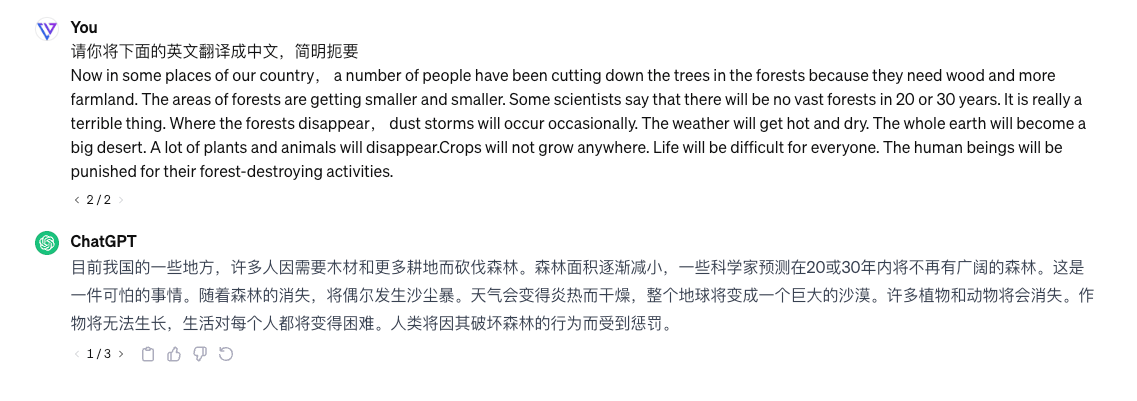 You
请你将下面的英文翻译成中文，简明扼要
Now in some places of our country， a number of people have been cutting down the trees in the forests because they need wood and more
farmland. The areas of forests are getting smaller and smaller. Some scientists say that there will be no vast forests in 20 or 30 years. It is really a
terrible thing. Where the forests disappear， dust storms will occur occasionally. The weather will get hot and dry. The whole earth will become a
big desert. A lot of plants and animals will disappear.Crops will not grow anywhere. Life will be difficult for everyone. The human beings will be
punished for their forest-destroying activities.
< 2 / 2 >
ChatGPT
目前我国的一些地方，许多人因需要木材和更多耕地而砍伐森林。森林面积逐渐减小，一些科学家预测在20或30年内将不再有广阔的森林。这是
一件可怕的事情。随着森林的消失，将偶尔发生沙尘暴。天气会变得炎热而干燥，整个地球将变成一个巨大的沙漠。许多植物和动物将会消失。作
物将无法生长，生活对每个人都将变得困难。人类将因其破坏森林的行为而受到惩罚。
< 1 / 3 >